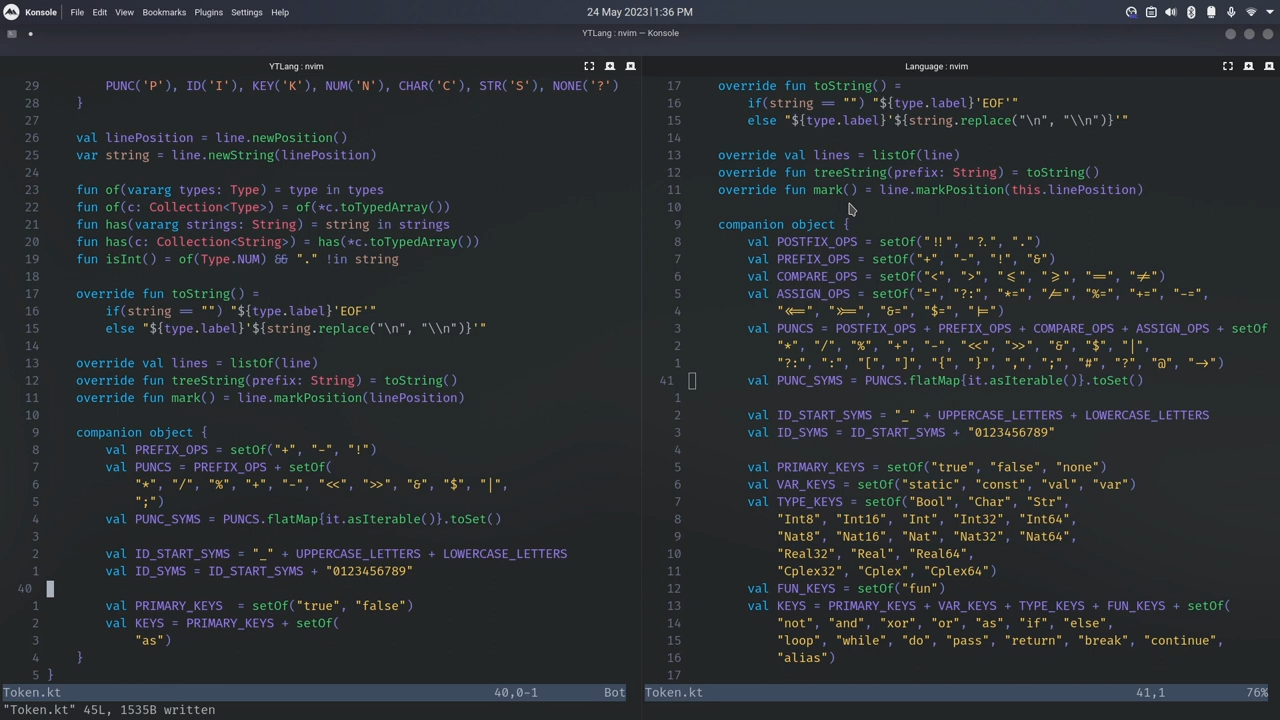 Konsole File Edit View Bookmarks Plugins Settings Help 24 May 2023|1:36 PM
YTLang : nvim — Konsole
YTLang : nvim
29 PUNC('P'), ID('I'), KEY('K'), NUM('N'), CHAR('C'), STR('S'), NONE('?')
28 }
27
26 val linePosition = line.newPosition()
25 var string = line.newString(linePosition)
24
23 fun of(vararg types: Type) = type in types
22 fun of(c: Collection<Type>) = of(*c.toTypedArray())
21 fun has(vararg strings: String) = string in strings
20 fun has(c: Collection<String>) = has(*c.toTypedArray())
19 fun isInt() = of(Type.NUM) && "." !in string
18
17 override fun toString() =
16 if(string == "") "${type.label}'EOF'"
15 else "${type.label}'${string.replace("\n", "\\n")}'"
14
13 override val lines = listOf(line)
12 override fun treeString(prefix: String) = toString()
11 override fun mark() = line.markPosition(linePosition)
10
9 companion object {
8 val PREFIX_OPS = setOf("+", "-", "!")
7 val PUNCS = PREFIX_OPS + setOf(
6 "*", "/", "%", "+", "-", "<<", ">>", "&", "$", "|",
5 ";")
4 val PUNC_SYMS = PUNCS.flatMap{it.asIterable()}.toSet()
3
2 val ID_START_SYMS = "_" + UPPERCASE_LETTERS + LOWERCASE_LETTERS
1 val ID_SYMS = ID_START_SYMS + "0123456789"
40
1 val PRIMARY_KEYS  = setOf("true", "false")
2 val KEYS = PRIMARY_KEYS + setOf(
3 "as")
4 }
5 }
Token.kt 40,0-1 Bot
"Token.kt" 45L, 1535B written
Language : nvim
17 override fun toString() =
16 if(string == "") "${type.label}'EOF'"
15 else "${type.label}'${string.replace("\n", "\\n")}'"
14
13 override val lines = listOf(line)
12 override fun treeString(prefix: String) = toString()
11 override fun mark() = line.markPosition(this.linePosition)
10
9 companion object {
8 val POSTFIX_OPS = setOf("!!", "?.", ".")
7 val PREFIX_OPS = setOf("+", "-", "!", "&")
6 val COMPARE_OPS = setOf("<", ">", "<=", ">=", "==", "!=")
5 val ASSIGN_OPS = setOf("=", "?:", "*=", "/=", "%=", "+=", "-=",
4 "<<=", ">>=", "&=", "$=", "|=")
3 val PUNCS = POSTFIX_OPS + PREFIX_OPS + COMPARE_OPS + ASSIGN_OPS + setOf
2 "*", "/", "%", "+", "-", "<<", ">>", "&", "$", "|",
1 "?:", ":", "[", "]", "{", "}", ",", ";", "#", "?", "@", "->")
41 val PUNC_SYMS = PUNCS.flatMap{it.asIterable()}.toSet()
1
2 val ID_START_SYMS = "_" + UPPERCASE_LETTERS + LOWERCASE_LETTERS
3 val ID_SYMS = ID_START_SYMS + "0123456789"
4
5 val PRIMARY_KEYS = setOf("true", "false", "none")
6 val VAR_KEYS = setOf("static", "const", "val", "var")
7 val TYPE_KEYS = setOf("Bool", "Char", "Str",
8 "Int8", "Int16", "Int", "Int32", "Int64",
9 "Nat8", "Nat16", "Nat", "Nat32", "Nat64",
10 "Real32", "Real", "Real64",
11 "Cplex32", "Cplex", "Cplex64")
12 val FUN_KEYS = setOf("fun")
13 val KEYS = PRIMARY_KEYS + VAR_KEYS + TYPE_KEYS + FUN_KEYS + setOf(
14 "not", "and", "xor", "or", "as", "if", "else",
15 "loop", "while", "do", "pass", "return", "break", "continue",
16 "alias")
17
Token.kt 41,1 76%